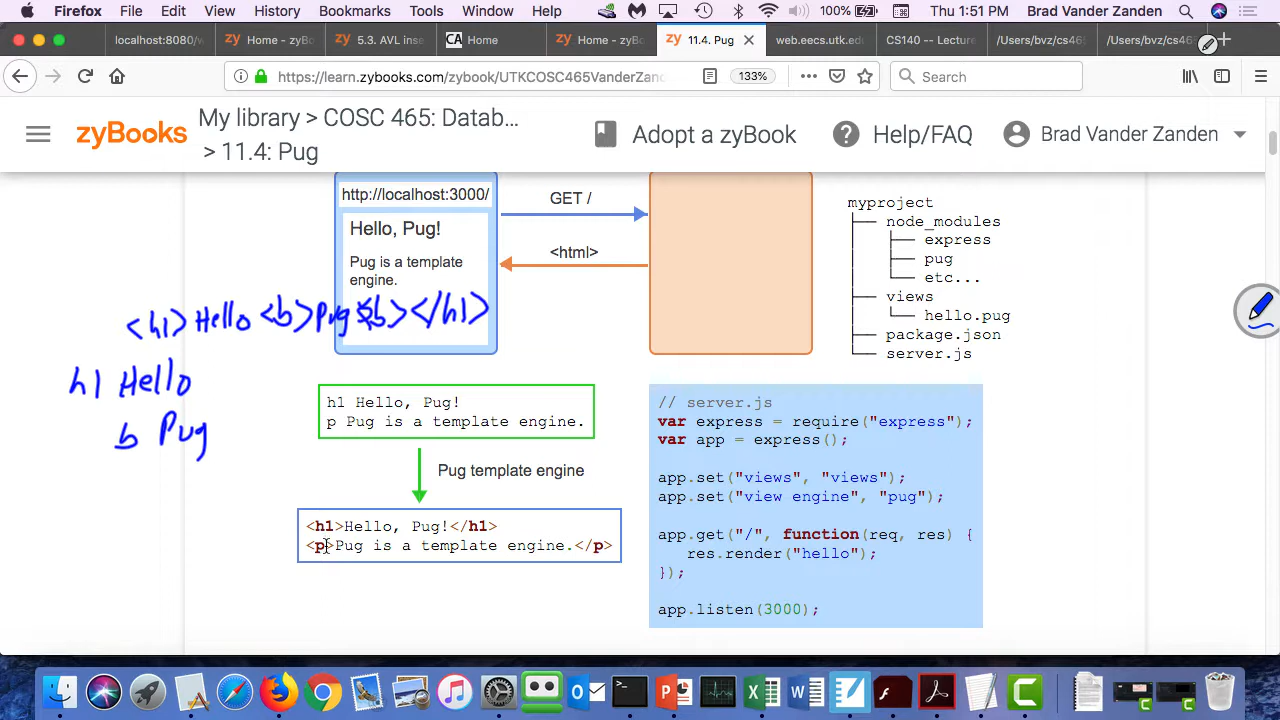 Firefox File Edit View History Bookmarks Tools Window Help 100% Thu 1:51 PM Brad Vander Zanden
localhost:8080/ zy Home - zyBo zy 5.3. AVL inse CA Home zy Home - zyBo zy 11.4. Pug web.eecs.utk.ed CS140 -- Lecture /Users/bvz/cs46 /Users/bvz/cs46
https://learn.zybooks.com/zybook/UTKCOSC465VanderZand 133% Search
zyBooks My library > COSC 465: Datab... Adopt a zyBook Help/FAQ Brad Vander Zanden
> 11.4: Pug
http://localhost:3000/
Hello, Pug!
Pug is a template
engine.
GET /
<html>
myproject
node_modules
express
pug
etc...
views
hello.pug
package.json
server.js
<h1>Hello <b>Pug</b></h1>
h1 Hello
b Pug
h1 Hello, Pug!
p Pug is a template engine.
Pug template engine
<h1>Hello, Pug!</h1>
<p>Pug is a template engine.</p>
// server.js
var express = require("express");
var app = express();
app.set("views", "views");
app.set("view engine", "pug");
app.get("/", function(req, res) {
res.render("hello");
});
app.listen(3000);